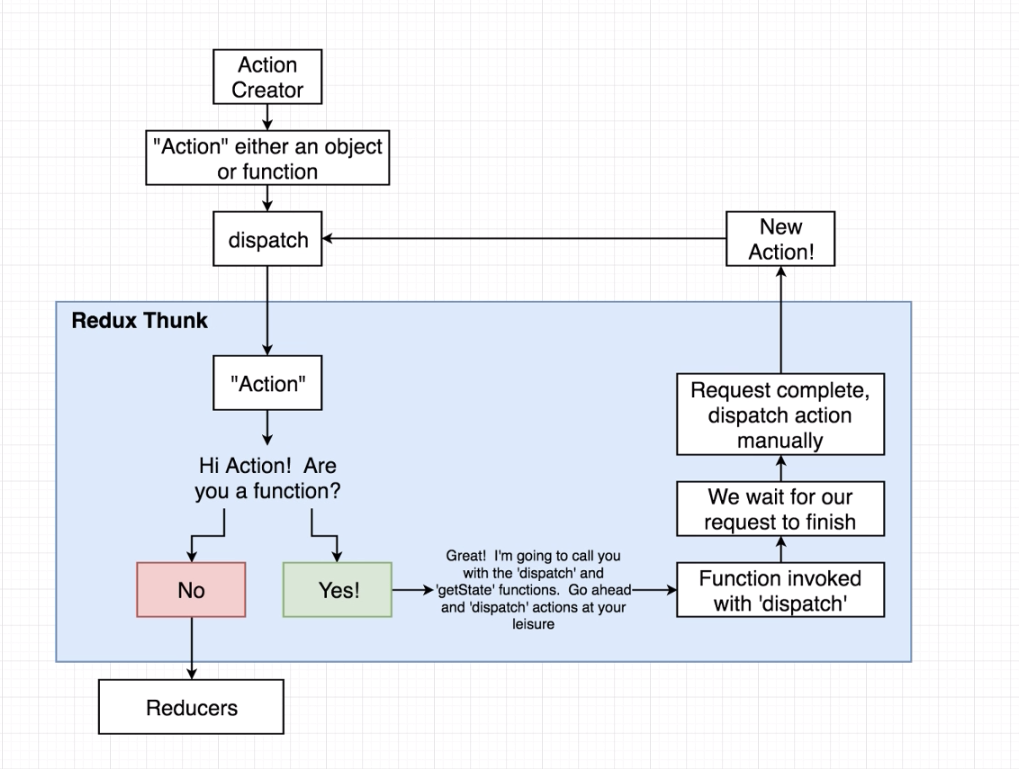 Action
Creator
"Action" either an object
or function
dispatch
New
Action!
Redux Thunk
"Action"
Request complete,
dispatch action
manually
Hi Action!  Are
you a function?
We wait for our
request to finish
No
Yes!
Great!  I'm going to call you
with the 'dispatch' and
'getState' functions.  Go ahead
and 'dispatch' actions at your
leisure
Function invoked
with 'dispatch'
Reducers